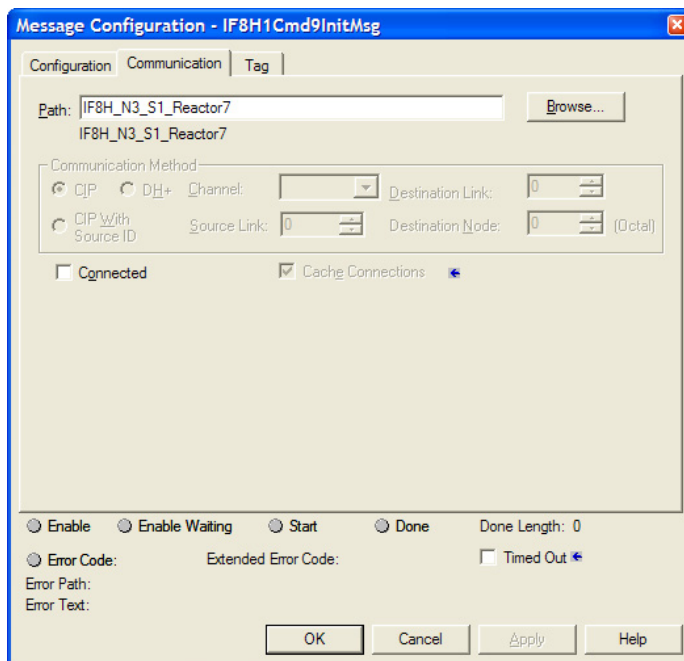 Message Configuration - IF8H1Cmd9InitMsg
Configuration Communication Tag
Path: IF8H_N3_S1_Reactor7 Browse...
IF8H_N3_S1_Reactor7
Communication Method
CIP DH+ Channel: Destination Link: 0
CIP With Source ID Source Link: 0 Destination Node: 0 (Octal)
Connected Cache Connections
Enable Enable Waiting Start Done Done Length: 0
Error Code: Extended Error Code: Timed Out
Error Path:
Error Text:
OK Cancel Apply Help